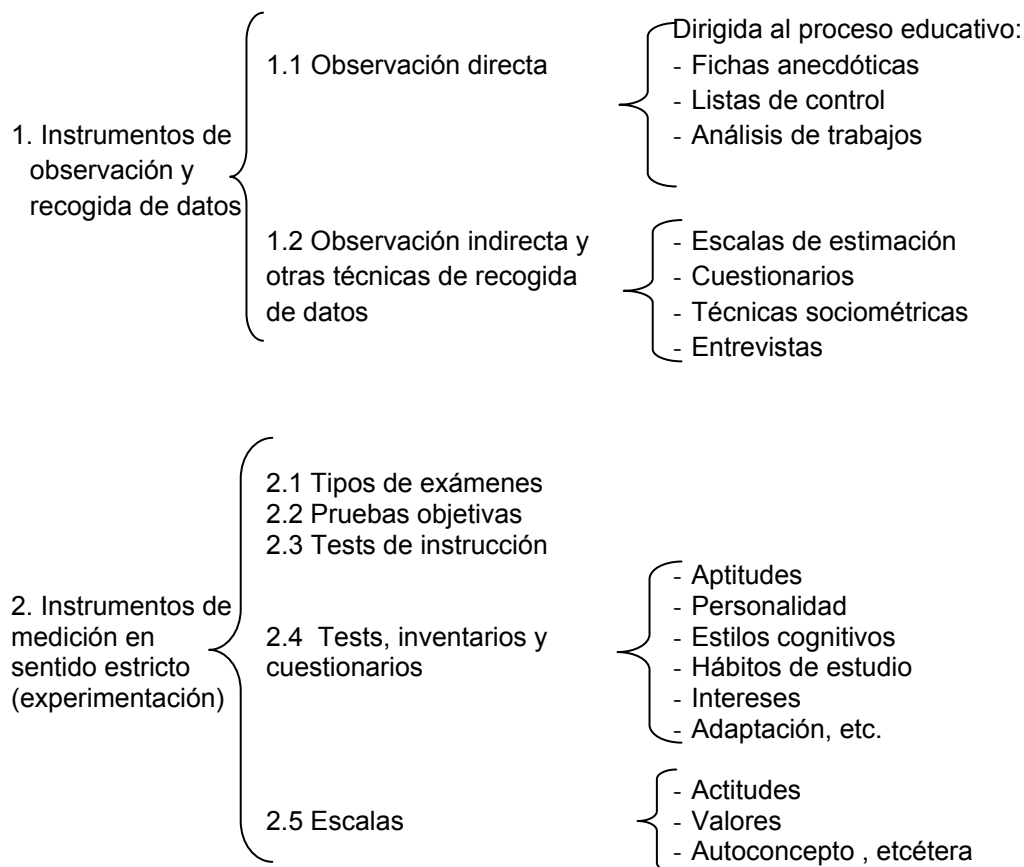 1. Instrumentos de
observación y
recogida de datos
1.1 Observación directa
Dirigida al proceso educativo:
- Fichas anecdóticas
- Listas de control
- Análisis de trabajos
1.2 Observación indirecta y
otras técnicas de recogida
de datos
- Escalas de estimación
- Cuestionarios
- Técnicas sociométricas
- Entrevistas
2. Instrumentos de
medición en
sentido estricto
(experimentación)
2.1 Tipos de exámenes
2.2 Pruebas objetivas
2.3 Tests de instrucción
2.4 Tests, inventarios y
cuestionarios
- Aptitudes
- Personalidad
- Estilos cognitivos
- Hábitos de estudio
- Intereses
- Adaptación, etc.
2.5 Escalas
- Actitudes
- Valores
- Autoconcepto , etcétera